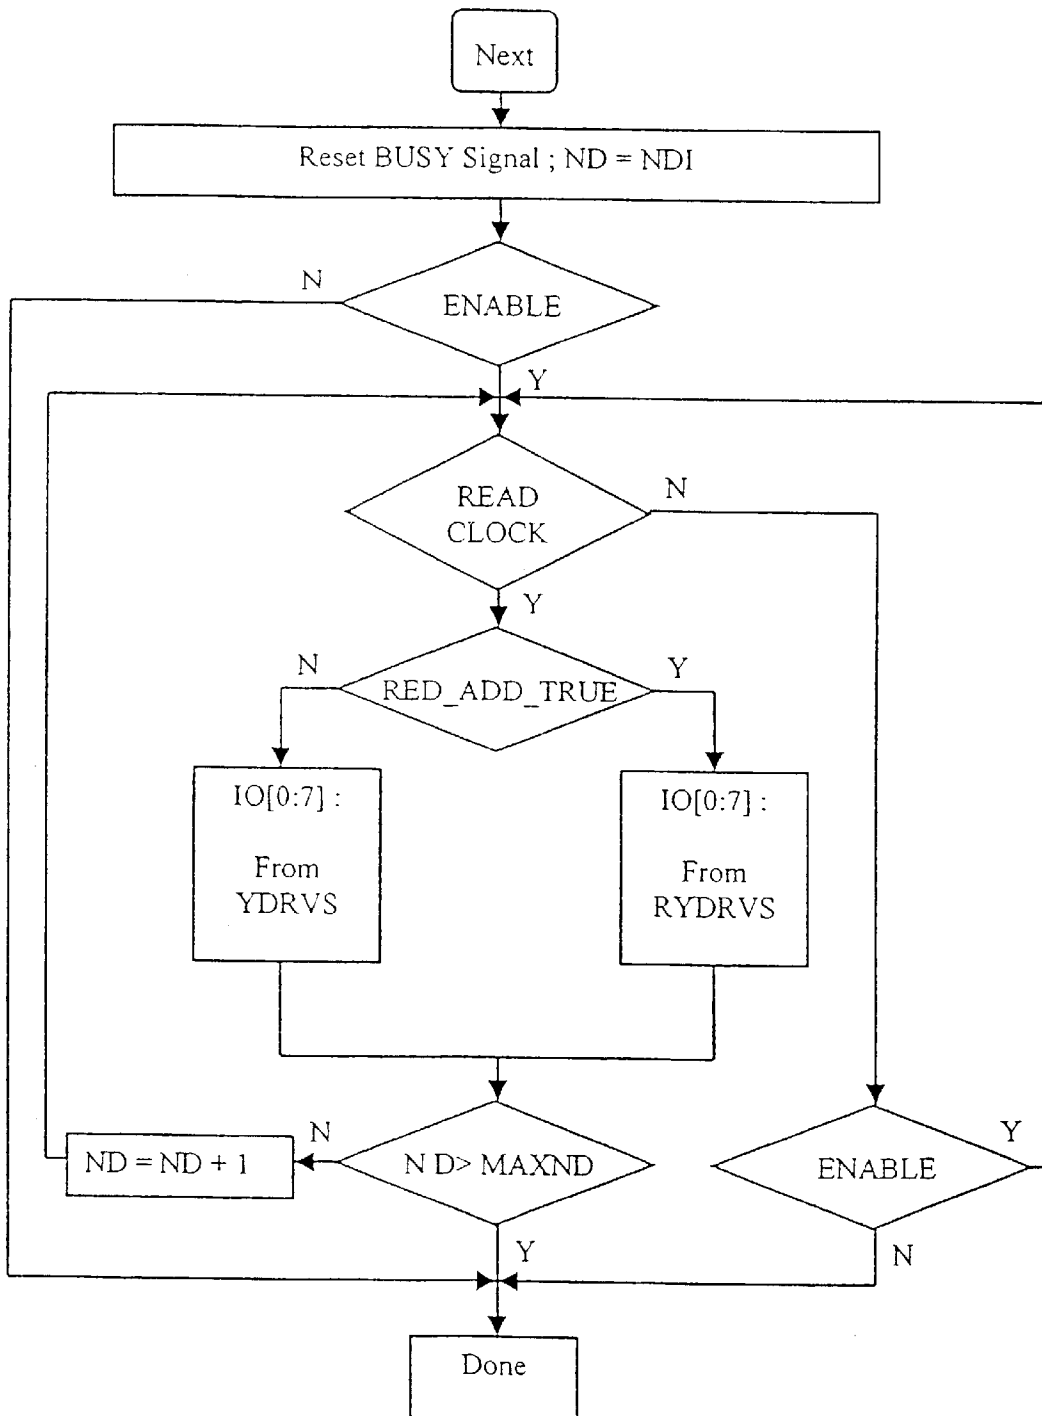 Next
Reset BUSY Signal ; ND = NDI
N
ENABLE
Y
READ
CLOCK
N
Y
N
RED_ADD_TRUE
Y
IO[0:7] :
From
YDRVS
IO[0:7] :
From
RYDRVS
ND = ND + 1
N
N D> MAXND
Y
ENABLE
Y
N
Done